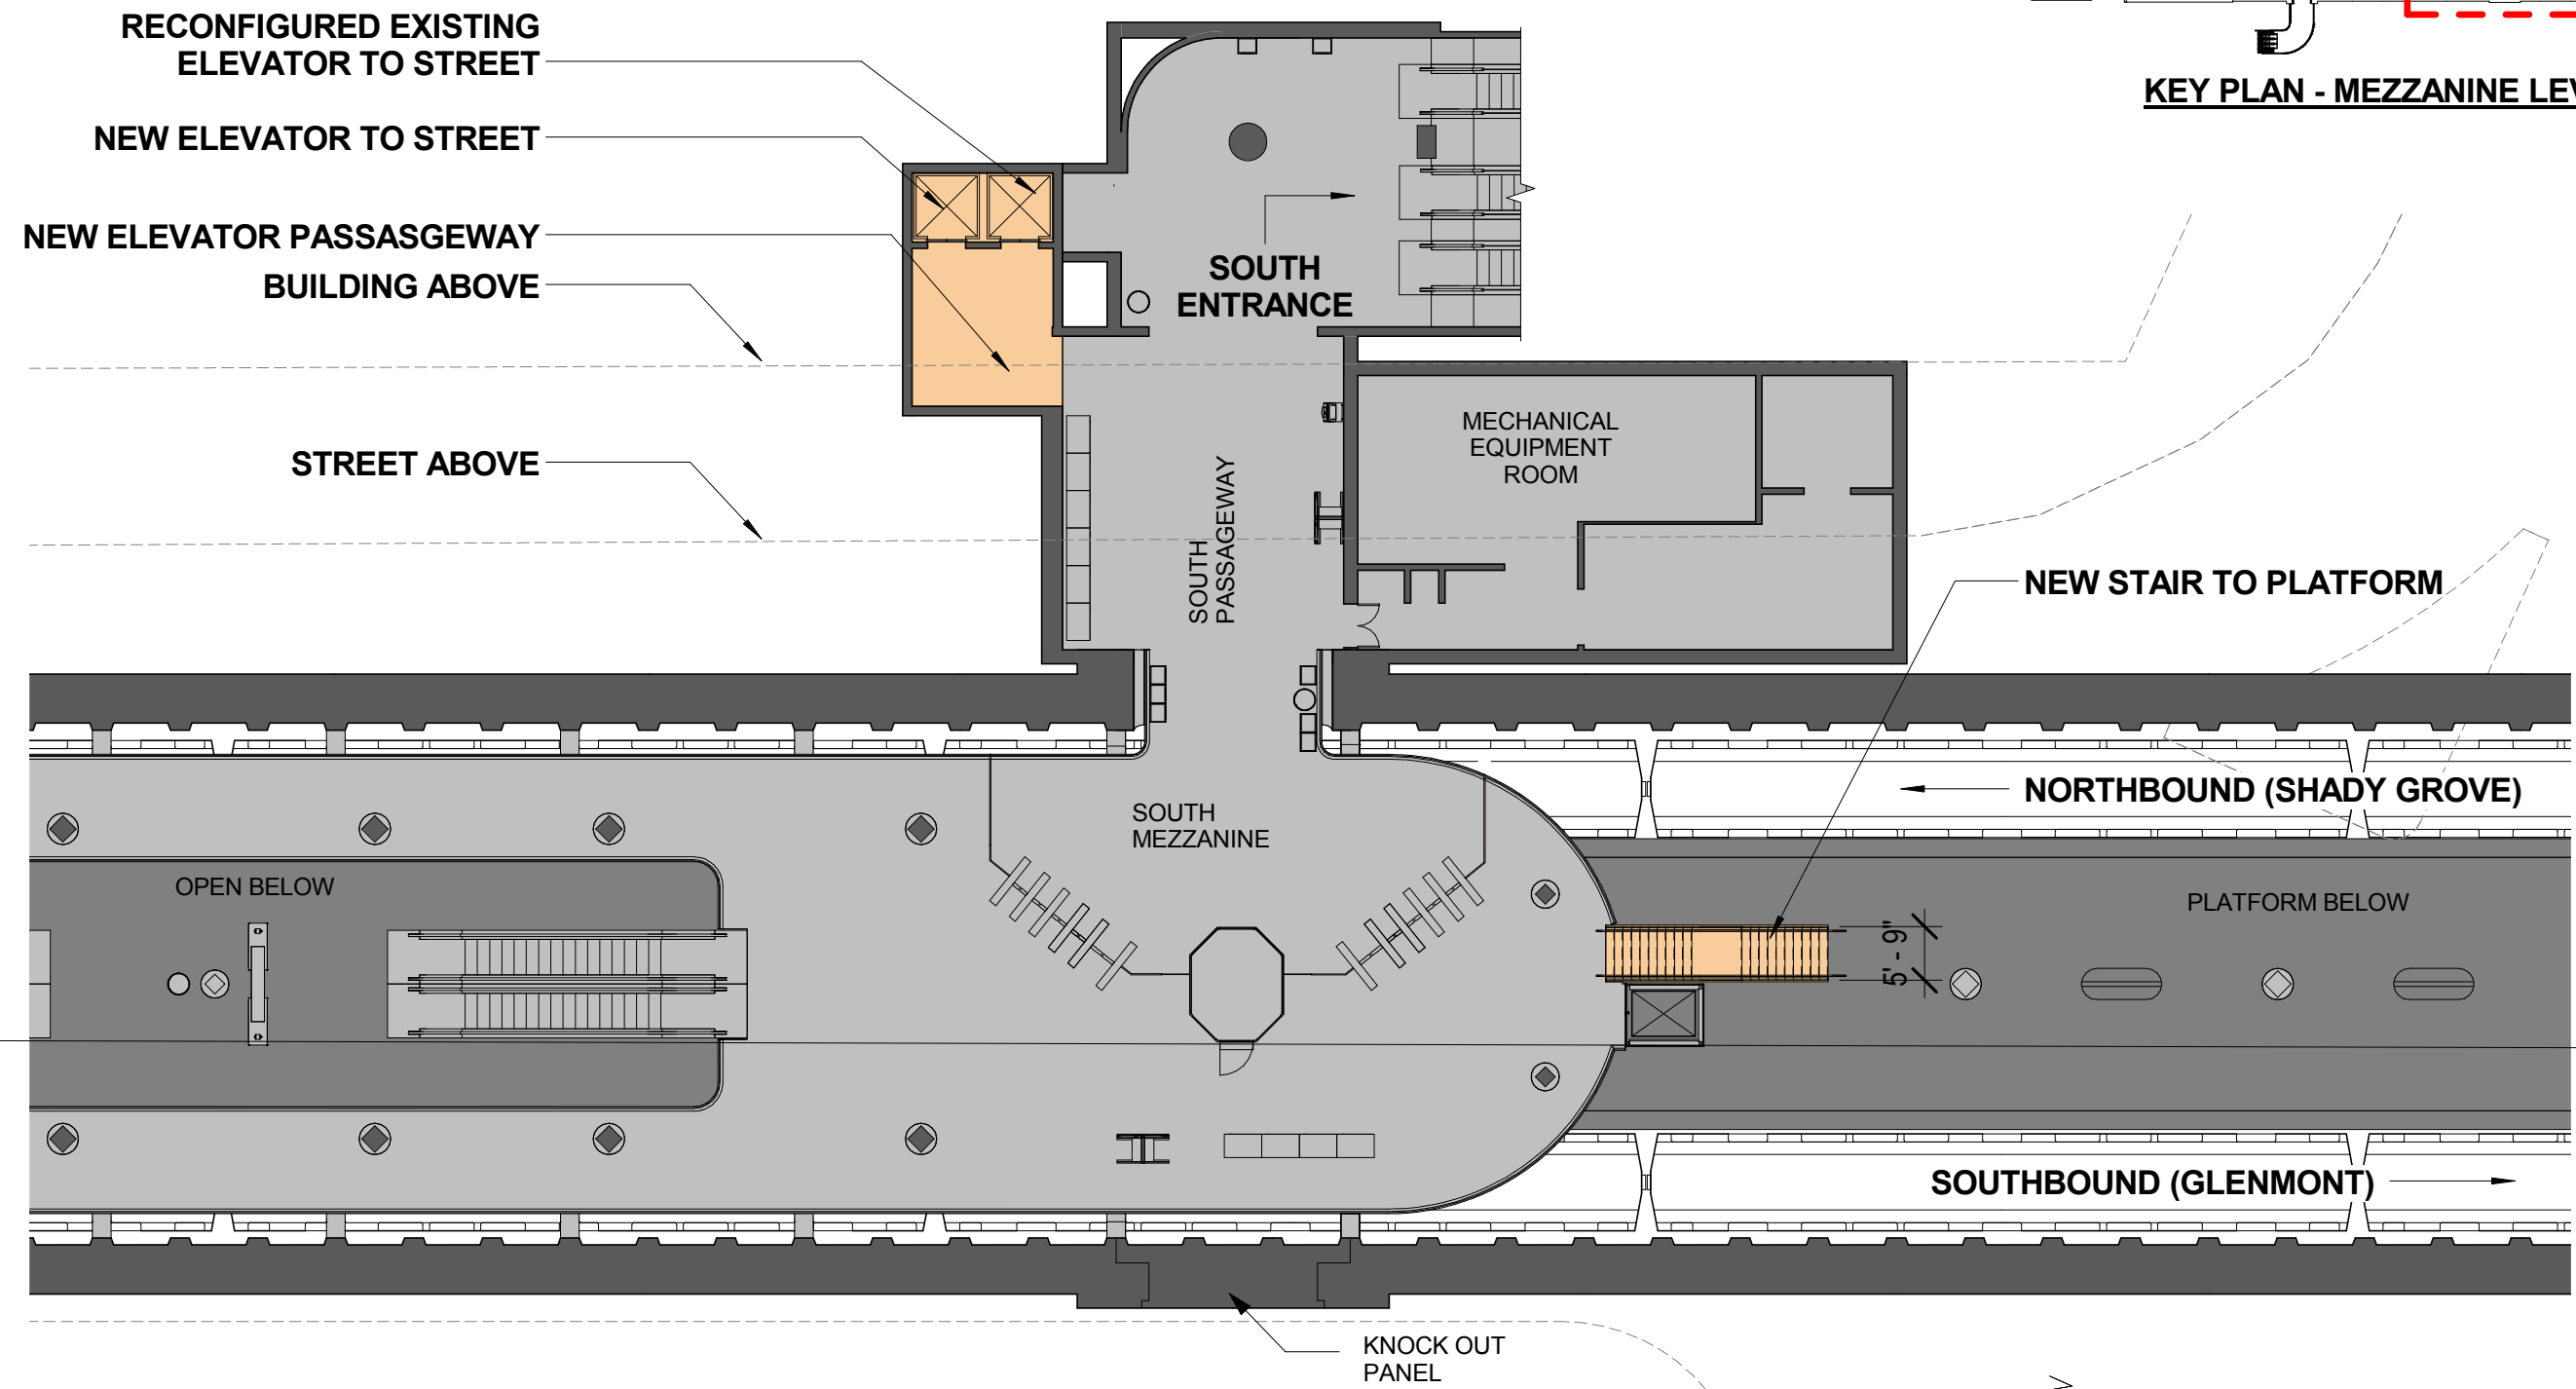 RECONFIGURED EXISTING
ELEVATOR TO STREET
NEW ELEVATOR TO STREET
NEW ELEVATOR PASSASGEWAY
BUILDING ABOVE
STREET ABOVE
KEY PLAN - MEZZANINE
SOUTH
ENTRANCE
MECHANICAL
EQUIPMENT
ROOM
SOUTH
PASSAGEWAY
NEW STAIR TO PLATFORM
NORTHBOUND (SHADY GROVE)
SOUTH
MEZZANINE
OPEN BELOW
PLATFORM BELOW
5' - 9"
SOUTHBOUND (GLENMONT)
KNOCK OUT
PANEL